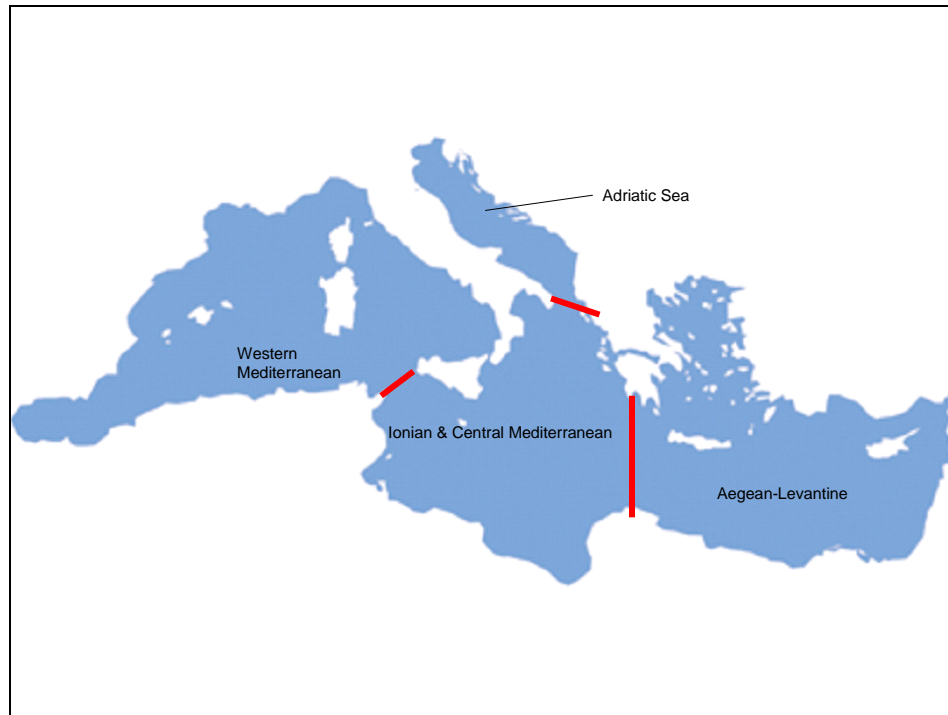 Adriatic Sea
Western
Mediterranean
Ionian & Central Mediterranean
Aegean-Levantine